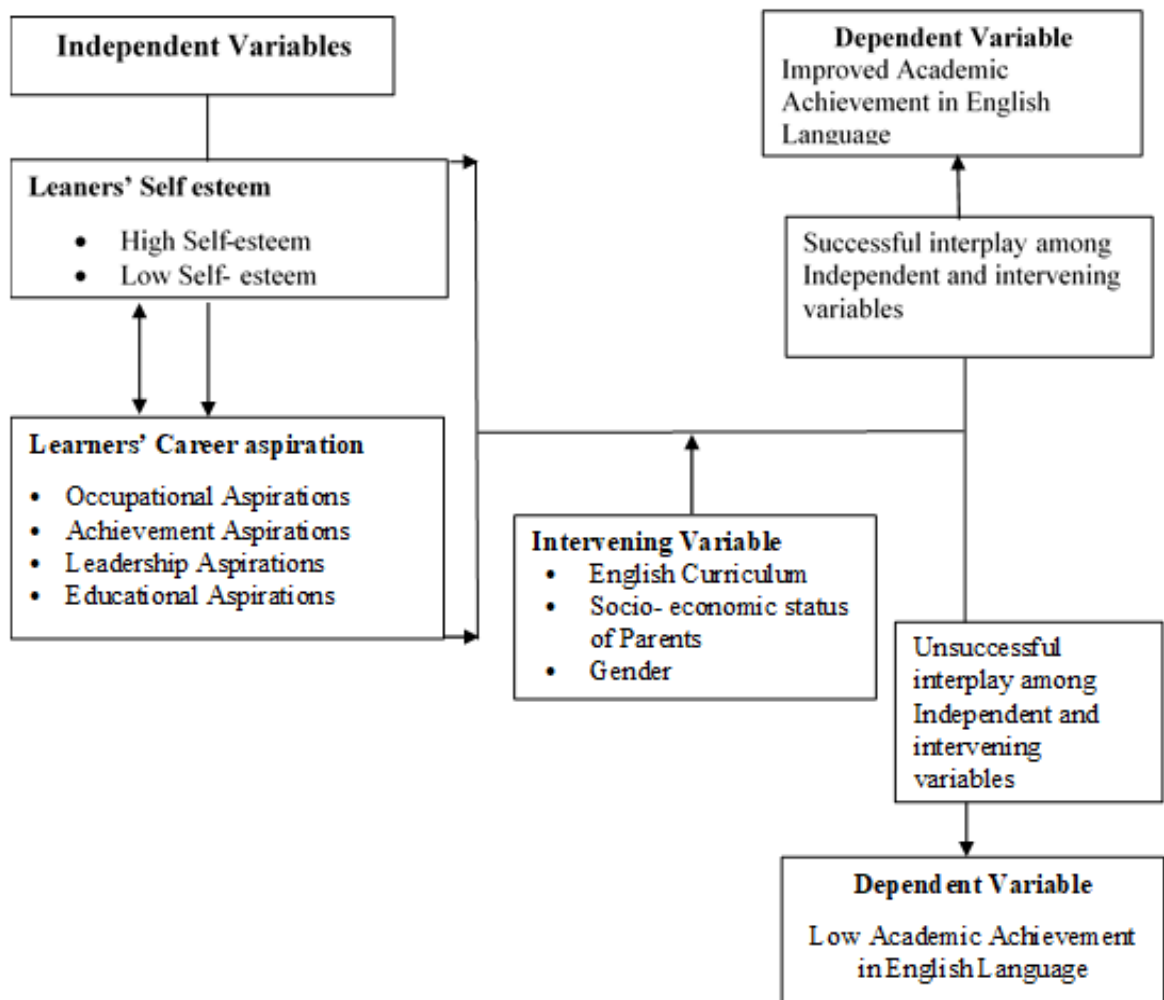 Independent Variables
Dependent Variable
Improved Academic
Achievement in English
Language
Leaners’ Self esteem
• High Self-esteem
• Low Self- esteem
Successful interplay among
Independent and intervening
variables
Learners’ Career aspiration
• Occupational Aspirations
• Achievement Aspirations
• Leadership Aspirations
• Educational Aspirations
Intervening Variable
• English Curriculum
• Socio- economic status
of Parents
• Gender
Unsuccessful
interplay among
Independent and
intervening
variables
Dependent Variable
Low Academic Achievement
in English Language